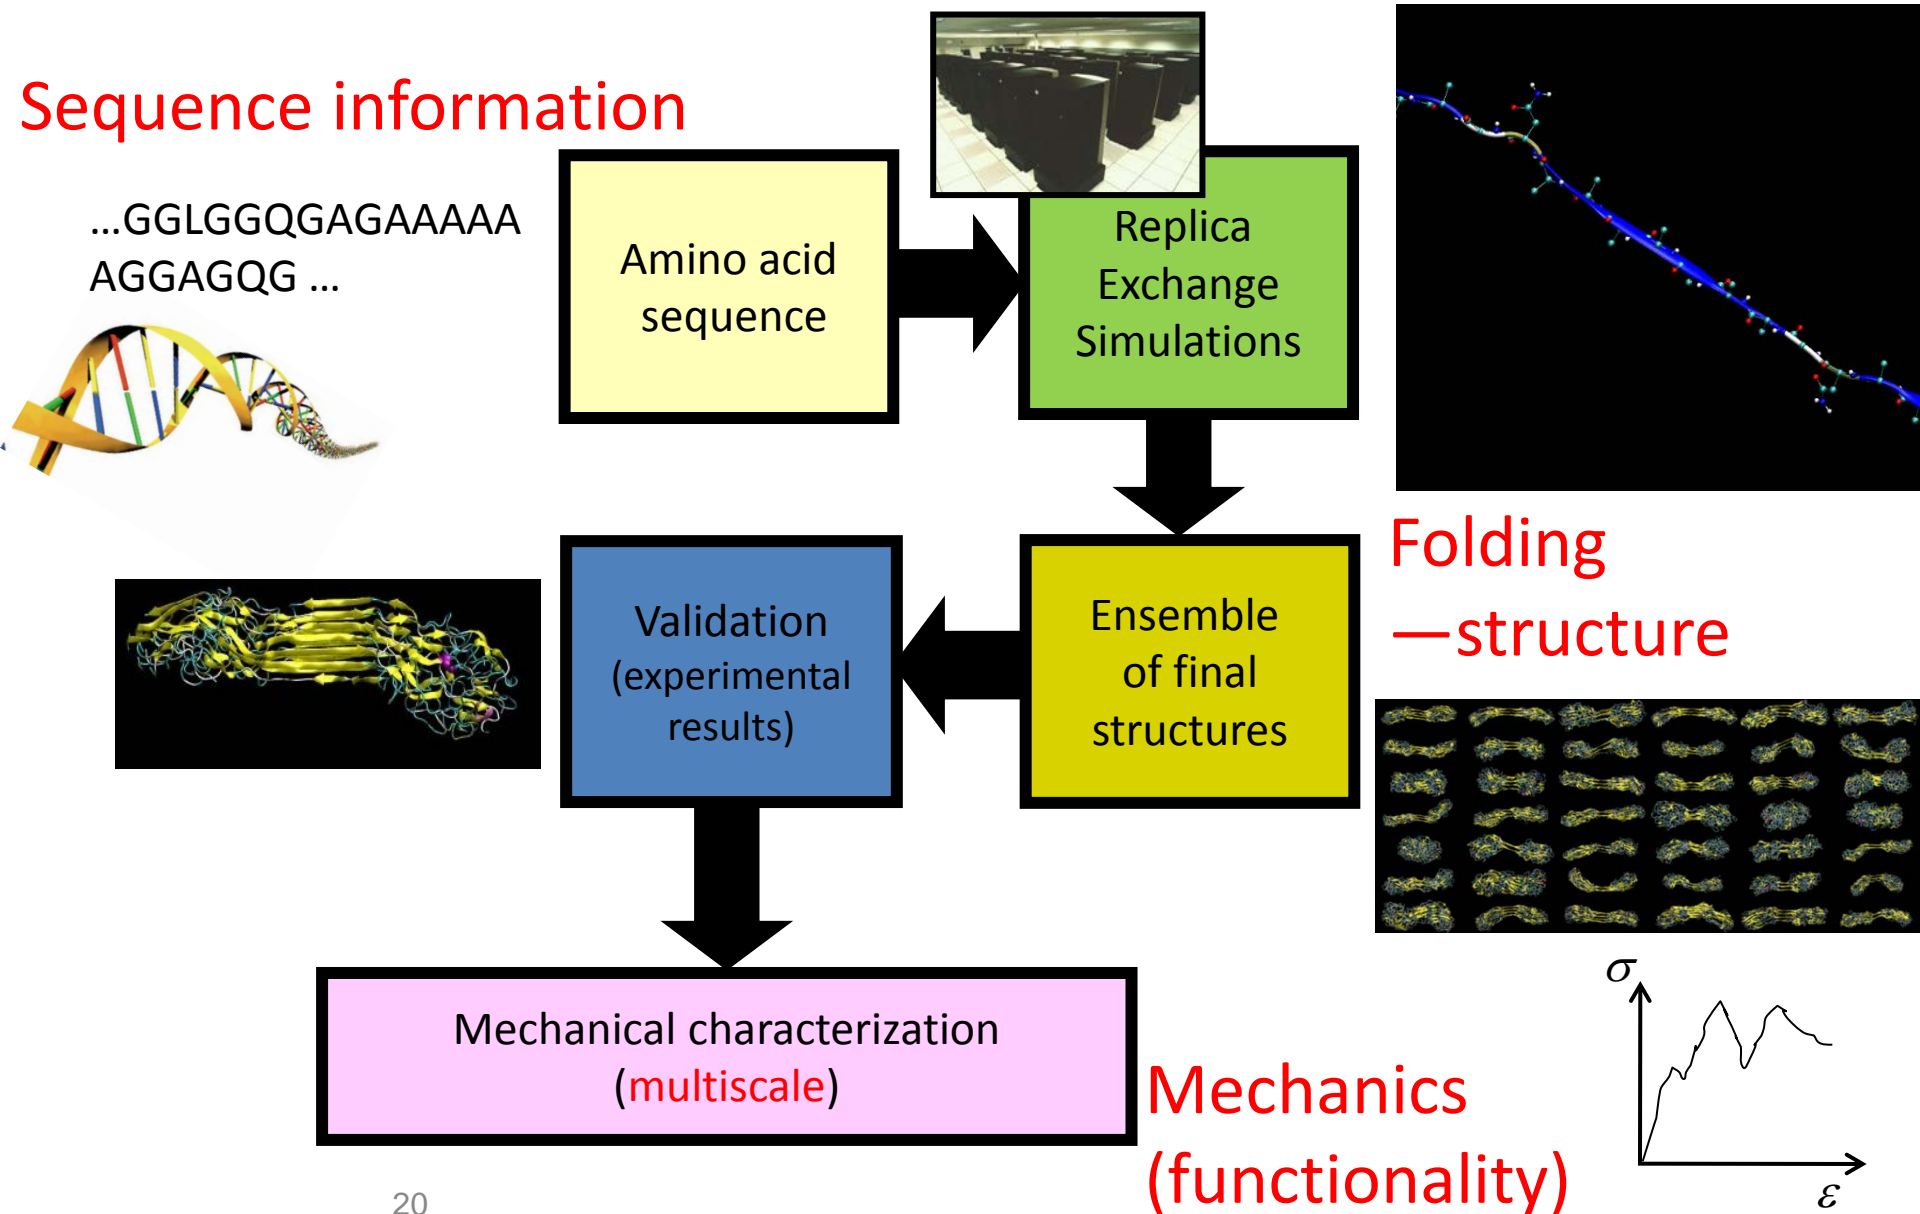 Sequence information
…GGLGGQGAGAAAAA
AGGAGQG …
Amino acid
sequence
Replica
Exchange
Simulations
Folding
—structure
Validation
(experimental
results)
Ensemble
of final
structures
Mechanical characterization
(multiscale)
Mechanics
(functionality)
σ
ε
20